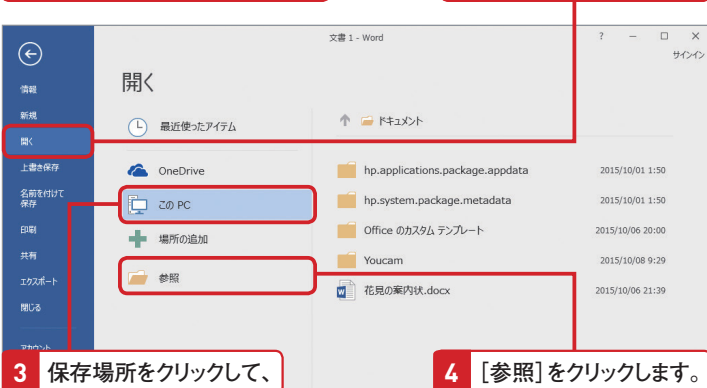 文書 1 - Word
?
サインイン
情報
新規
開く
上書き保存
名前を付けて
保存
印刷
共有
エクスポート
閉じる
アカウント
開く
最近使ったアイテム
OneDrive
この PC
場所の追加
参照
ドキュメント
hp.applications.package.appdata 2015/10/01 1:50
hp.system.package.metadata 2015/10/01 1:50
Office のカスタム テンプレート 2015/10/06 20:00
Youcam 2015/10/08 9:29
花見の案内状.docx 2015/10/06 21:39
3 保存場所をクリックして、
4 [参照]をクリックします。